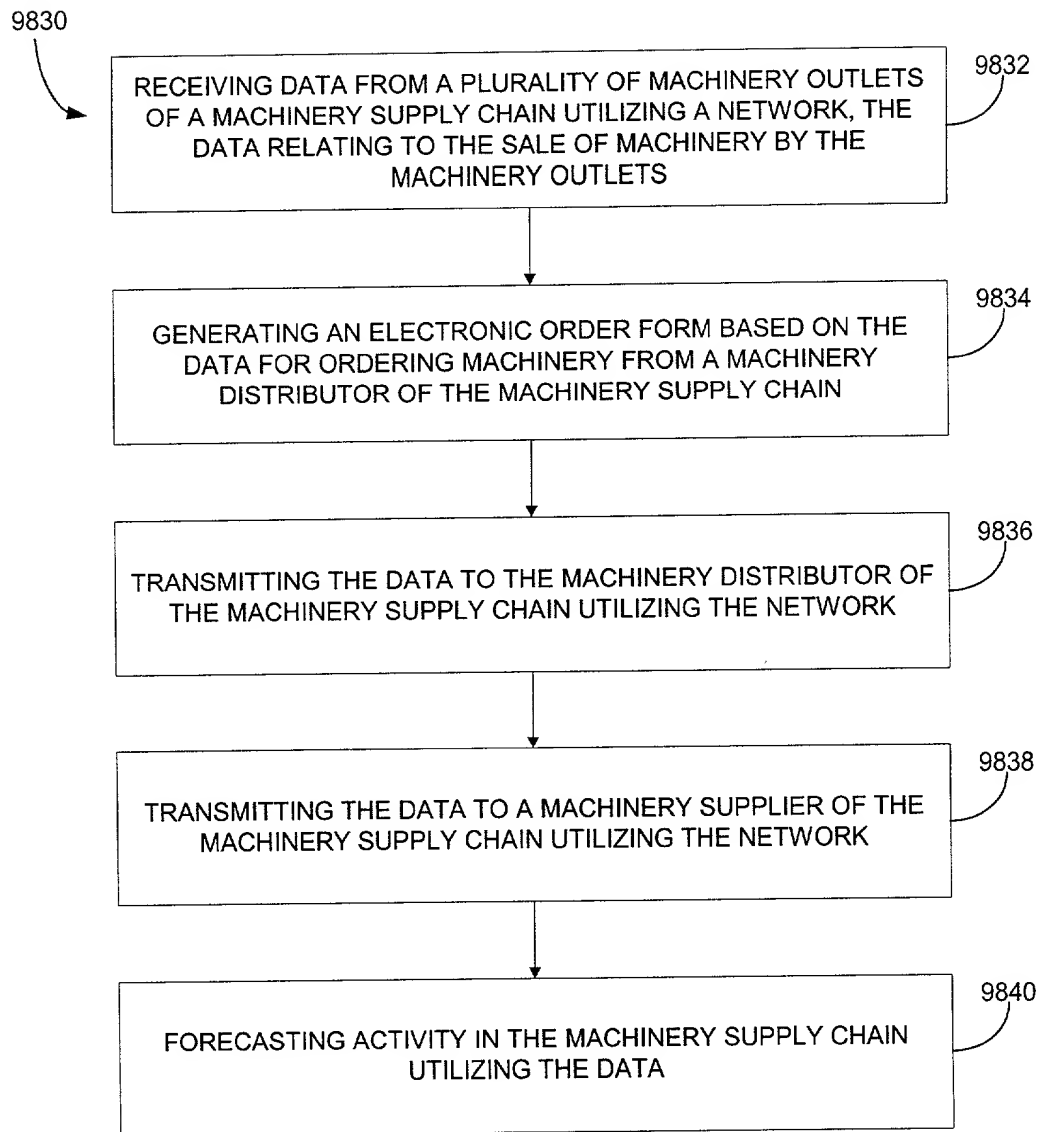 9830
9832
RECEIVING DATA FROM A PLURALITY OF MACHINERY OUTLETS
OF A MACHINERY SUPPLY CHAIN UTILIZING A NETWORK, THE
DATA RELATING TO THE SALE OF MACHINERY BY THE
MACHINERY OUTLETS
9834
GENERATING AN ELECTRONIC ORDER FORM BASED ON THE
DATA FOR ORDERING MACHINERY FROM A MACHINERY
DISTRIBUTOR OF THE MACHINERY SUPPLY CHAIN
9836
TRANSMITTING THE DATA TO THE MACHINERY DISTRIBUTOR OF
THE MACHINERY SUPPLY CHAIN UTILIZING THE NETWORK
9838
TRANSMITTING THE DATA TO A MACHINERY SUPPLIER OF THE
MACHINERY SUPPLY CHAIN UTILIZING THE NETWORK
9840
FORECASTING ACTIVITY IN THE MACHINERY SUPPLY CHAIN
UTILIZING THE DATA